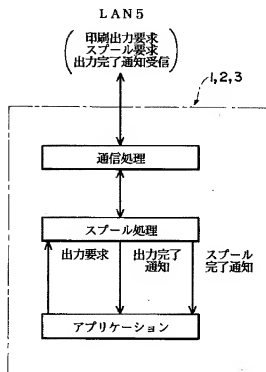 LAN5
印刷出力要求
スプール要求
出力完了通知受信
1,2,3
通信処理
スプール処理
出力要求
出力完了
通知
スプール
完了通知
アプリケーション